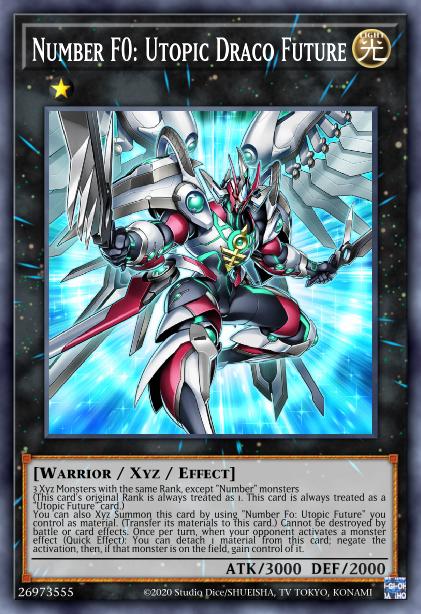 NUMBER F0: UTOPIC DRACO FUTURE
LIGHT
光
[WARRIOR / XYZ / EFFECT]
3 Xyz Monsters with the same Rank, except "Number" monsters
(This card's original Rank is always treated as 1. This card is always treated as a
"Utopic Future" card.)
You can also Xyz Summon this card by using "Number F0: Utopic Future" you
control as material. (Transfer its materials to this card.) Cannot be destroyed by
battle or card effects. Once per turn, when your opponent activates a monster
effect (Quick Effect): You can detach 1 material from this card; negate the
activation, then, if that monster is on the field, gain control of it.
ATK/3000 DEF/2000
26973555
©2020 Studio Dice/SHUEISHA, TV TOKYO, KONAMI